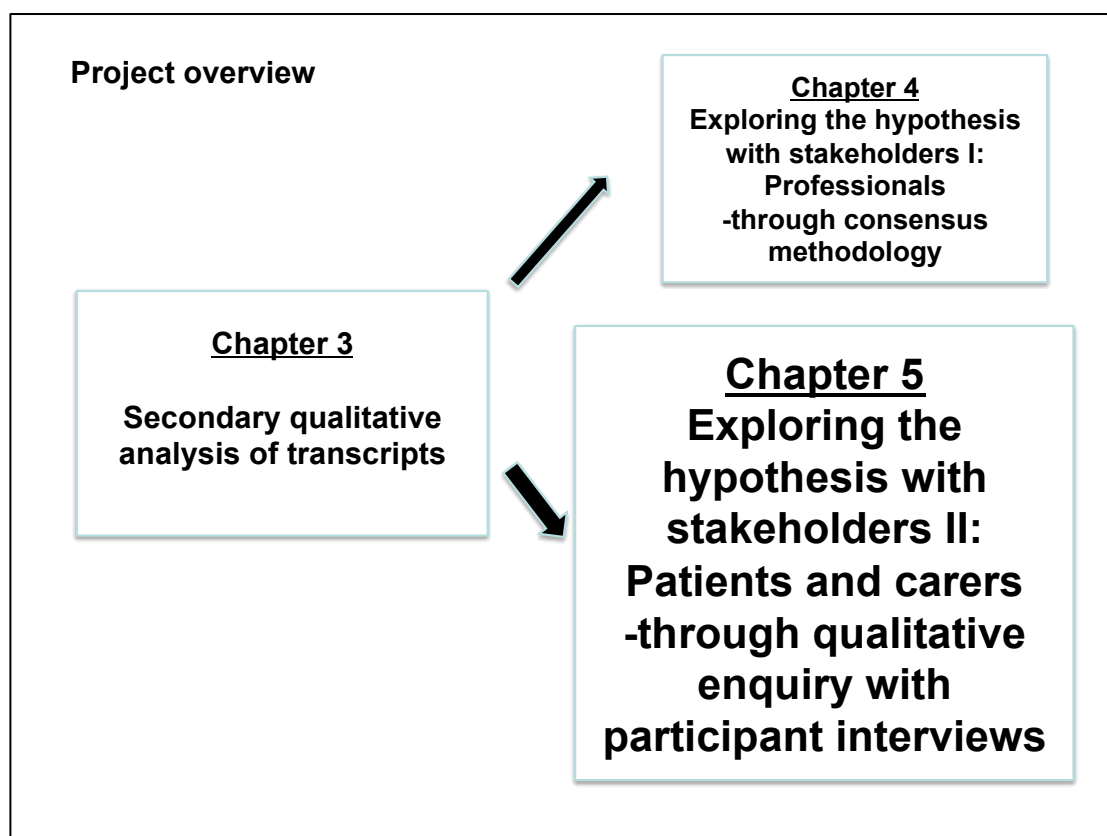 Project overview
Chapter 3
Secondary qualitative
analysis of transcripts
Chapter 4
Exploring the hypothesis
with stakeholders I:
Professionals
-through consensus
methodology
Chapter 5
Exploring the
hypothesis with
stakeholders II:
Patients and carers
-through qualitative
enquiry with
participant interviews